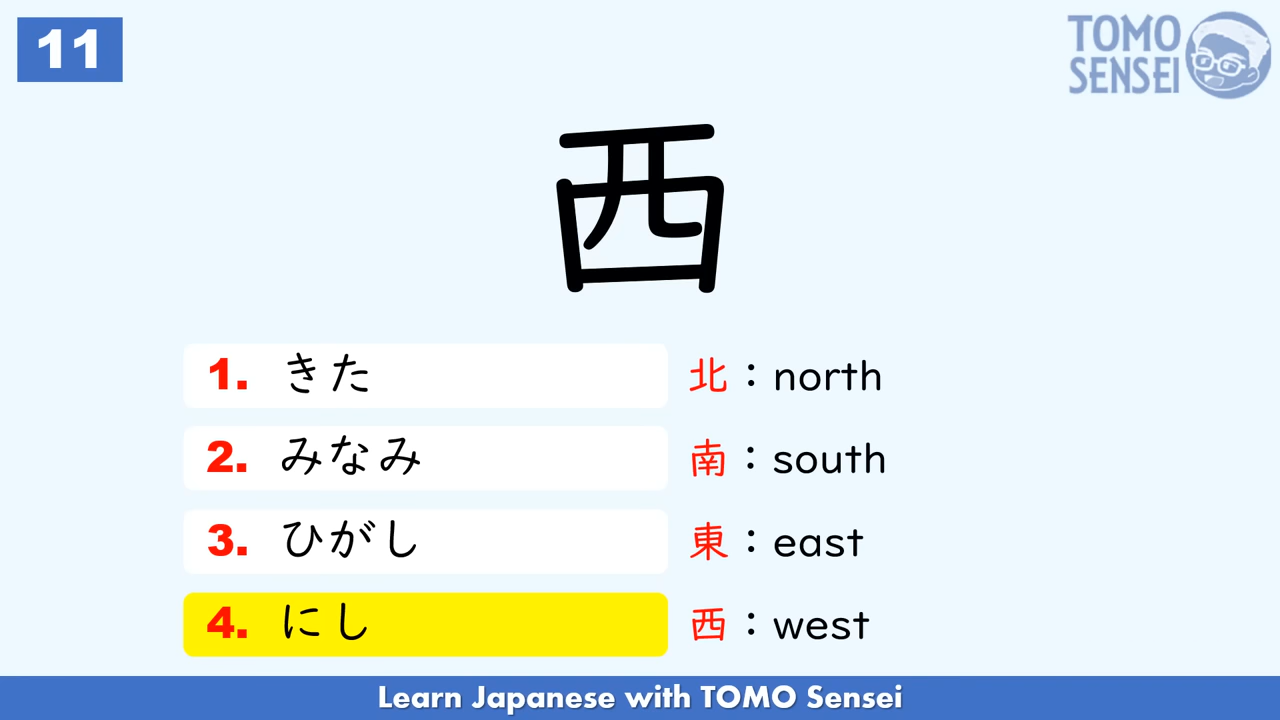 11
TOMO
SENSEI
西
1. きた 北：north
2. みなみ 南：south
3. ひがし 東：east
4. にし 西：west
Learn Japanese with TOMO Sensei